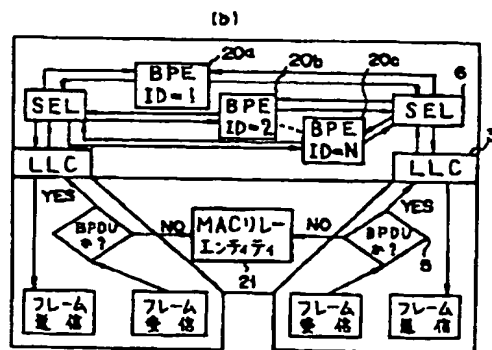 (b)
20a
20b
20c
6
BPE
ID=1
SEL
BPE
ID=2
BPE
ID=N
SEL
LLC
LLC
YES
YES
BPDU
か?
NO
MACリレー
エンティティ
NO
BPDU
か?
21
フレーム
送信
フレーム
受信
フレーム
受信
フレーム
送信